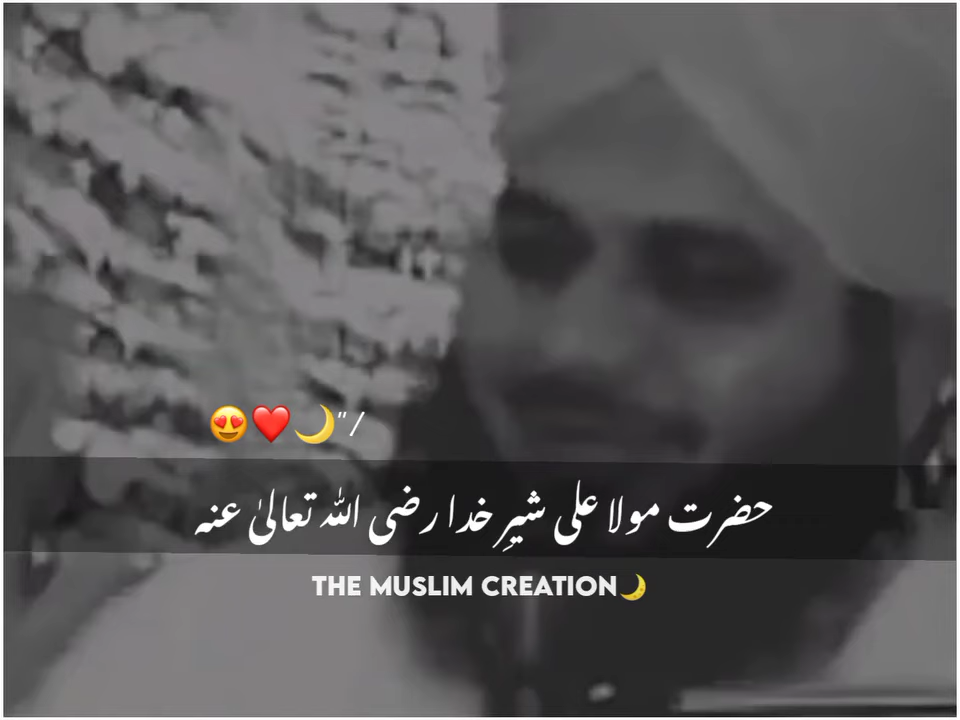 😍❤️🌙"/
حضرت مولا علی شیرِ خدا رضی اللہ تعالیٰ عنہ
THE MUSLIM CREATION🌙